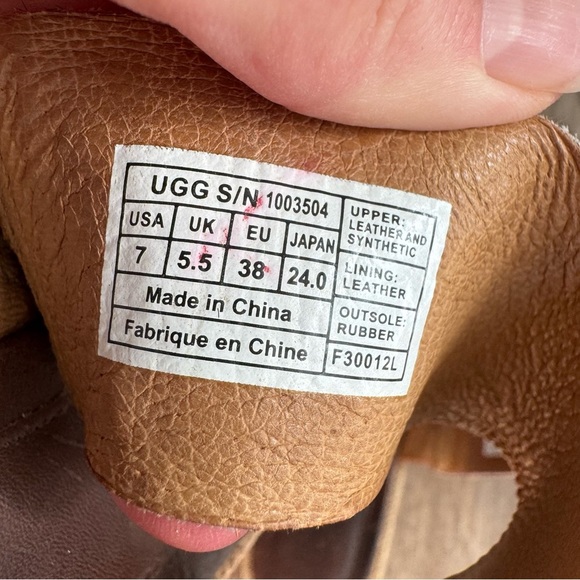 UGG S/N 1003504
USA UK EU JAPAN
7 5.5 38 24.0
Made in China
Fabrique en Chine
UPPER:
LEATHER AND
SYNTHETIC
LINING:
LEATHER
OUTSOLE:
RUBBER
F30012L